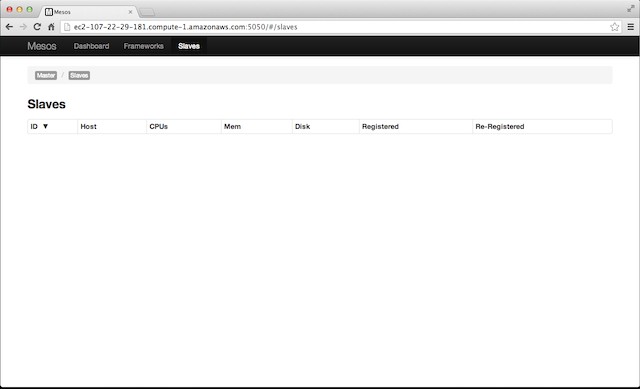 Mesos
ec2-107-22-29-181.compute-1.amazonaws.com:5050/#/slaves
Mesos Dashboard Frameworks Slaves
Master / Slaves
Slaves
ID ▼ Host CPUs Mem Disk Registered Re-Registered